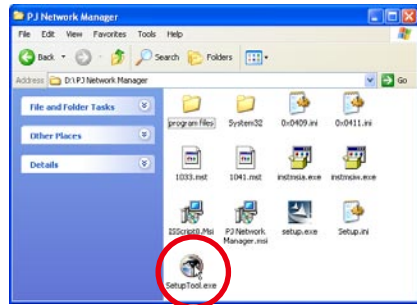 PJ Network Manager
File Edit View Favorites Tools Help
Back Search Folders
Address D:\PJ Network Manager Go
File and Folder Tasks
Other Places
Details
program files System32 0x0409.ini 0x0411.ini
1033.mst 1041.mst instmsia.exe instmsiw.exe
ISScript8.Msi PJ Network Manager.msi setup.exe Setup.ini
SetupTool.exe